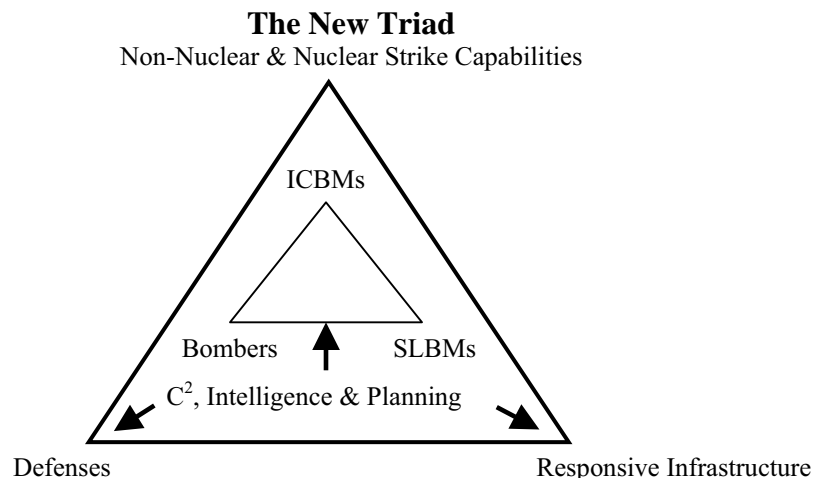 The New Triad
Non-Nuclear & Nuclear Strike Capabilities
ICBMs
Bombers
SLBMs
C², Intelligence & Planning
Defenses
Responsive Infrastructure